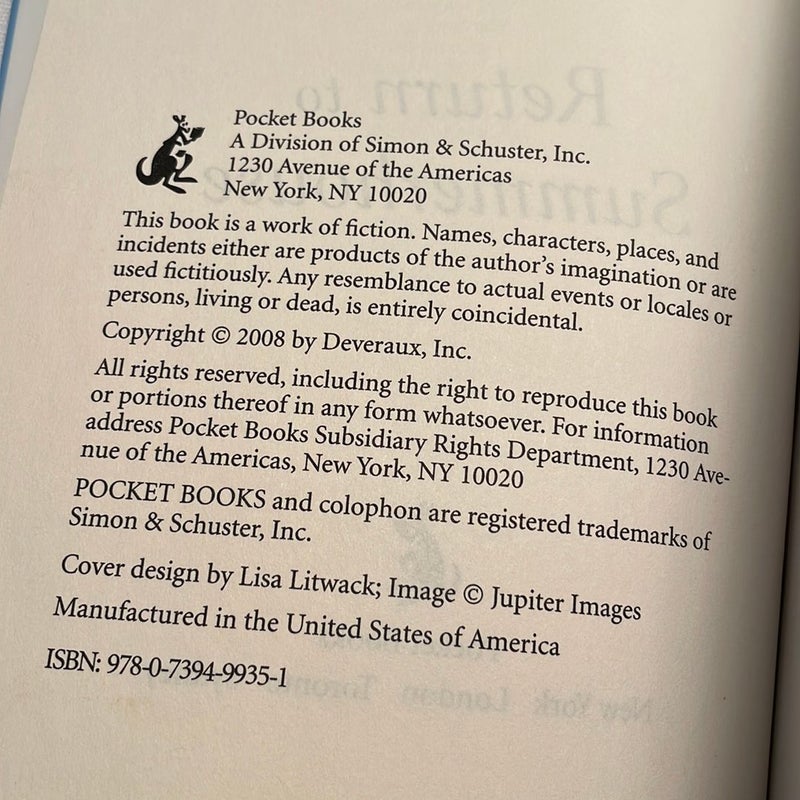 Pocket Books
A Division of Simon & Schuster, Inc.
1230 Avenue of the Americas
New York, NY 10020
This book is a work of fiction. Names, characters, places, and
incidents either are products of the author's imagination or are
used fictitiously. Any resemblance to actual events or locales or
persons, living or dead, is entirely coincidental.
Copyright © 2008 by Deveraux, Inc.
All rights reserved, including the right to reproduce this book
or portions thereof in any form whatsoever. For information
address Pocket Books Subsidiary Rights Department, 1230 Ave-
nue of the Americas, New York, NY 10020
POCKET BOOKS and colophon are registered trademarks of
Simon & Schuster, Inc.
Cover design by Lisa Litwack; Image © Jupiter Images
Manufactured in the United States of America
ISBN: 978-0-7394-9935-1